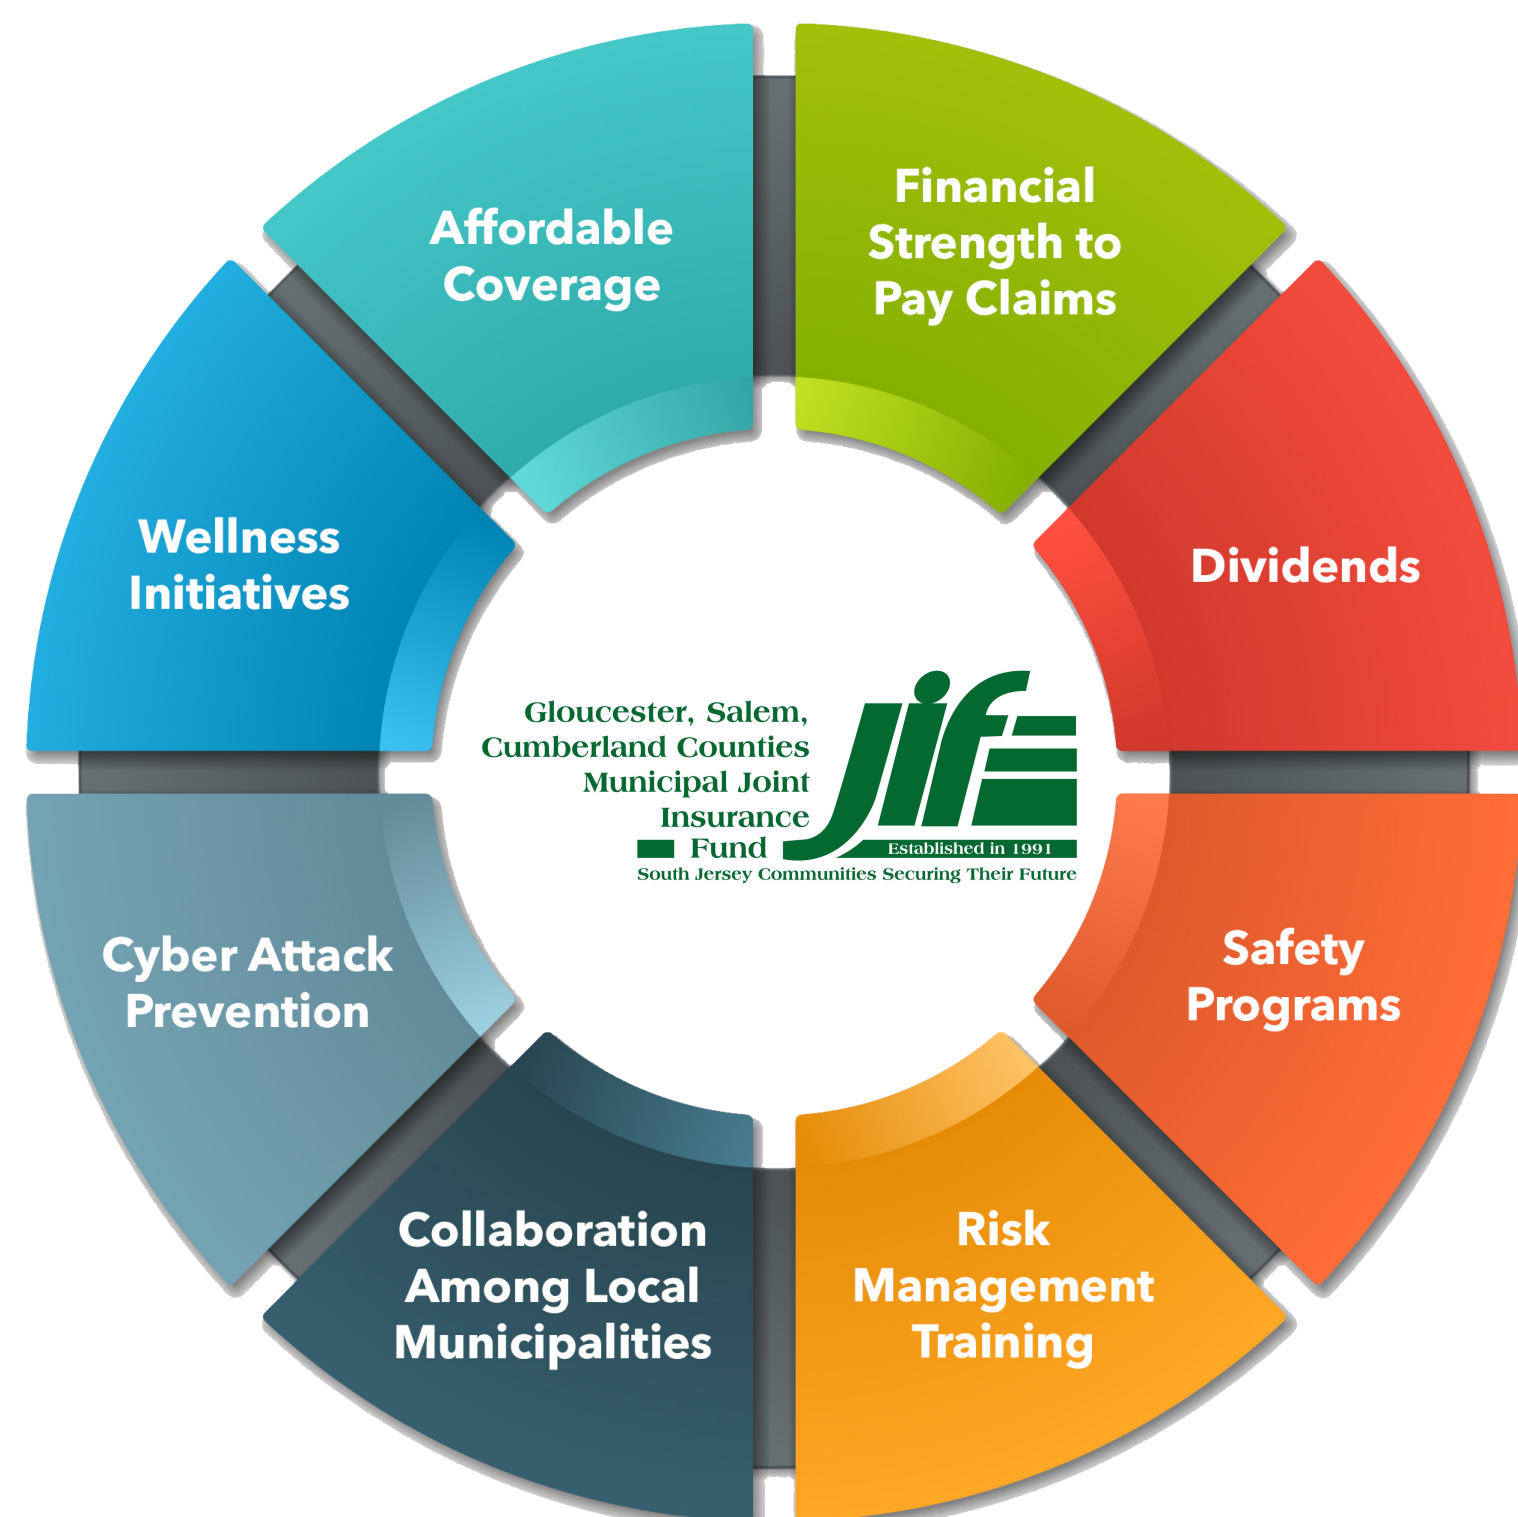 Affordable
Coverage
Financial
Strength to
Pay Claims
Dividends
Safety
Programs
Risk
Management
Training
Collaboration
Among Local
Municipalities
Cyber Attack
Prevention
Wellness
Initiatives
Gloucester, Salem,
Cumberland Counties
Municipal Joint
Insurance
Fund
jif
Established in 1991
South Jersey Communities Securing Their Future